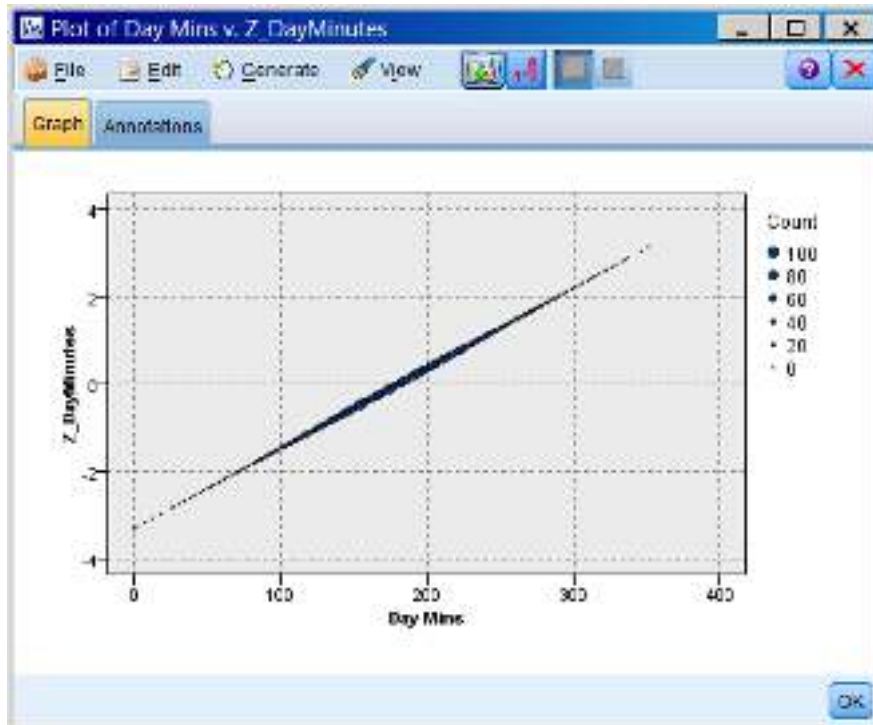 Plot of Day Mins v. Z_DayMinutes
File Edit Generate View
Graph Annotations
4
2
0
-2
-4
Z_DayMinutes
0 100 200 300 400
Day Mins
Count
100
80
60
40
20
0
OK